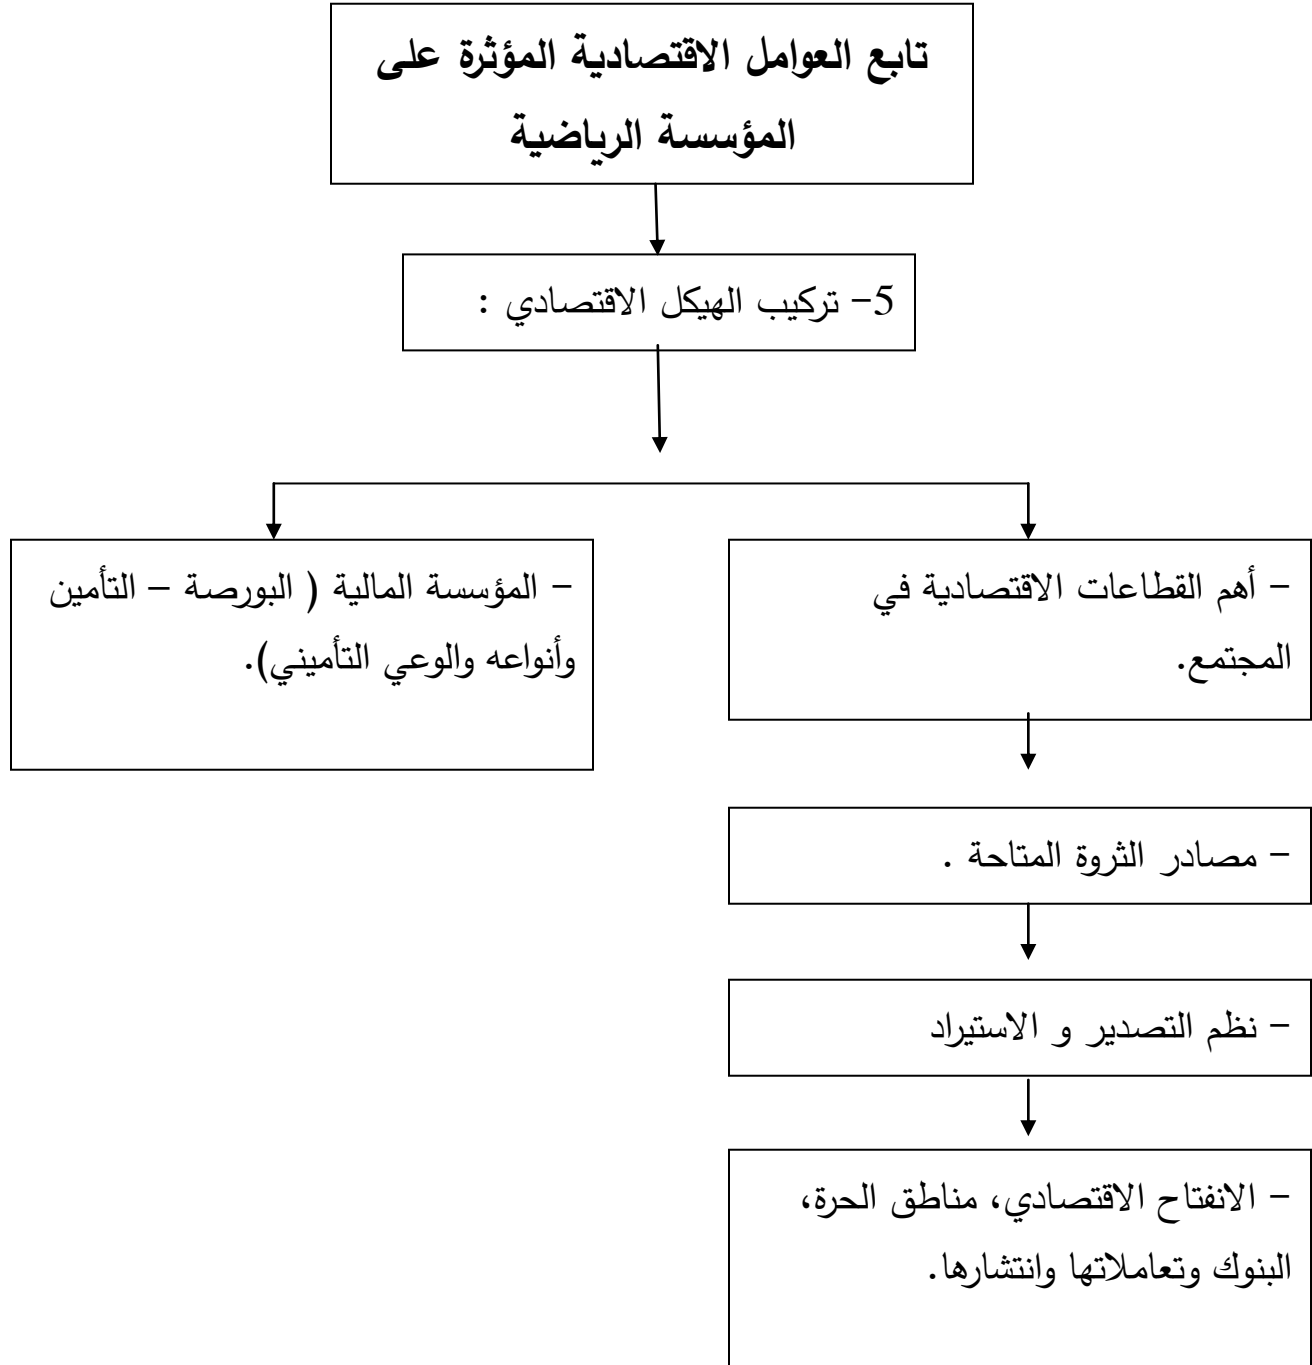 تابع العوامل الاقتصادية المؤثرة على
المؤسسة الرياضية
5- تركيب الهيكل الاقتصادي :
- أهم القطاعات الاقتصادية في
المجتمع.
- المؤسسة المالية ( البورصة – التأمين
وأنواعه والوعي التأميني).
- مصادر الثروة المتاحة .
- نظم التصدير و الاستيراد
- الانفتاح الاقتصادي، مناطق الحرة،
البنوك وتعاملاتها وانتشارها.